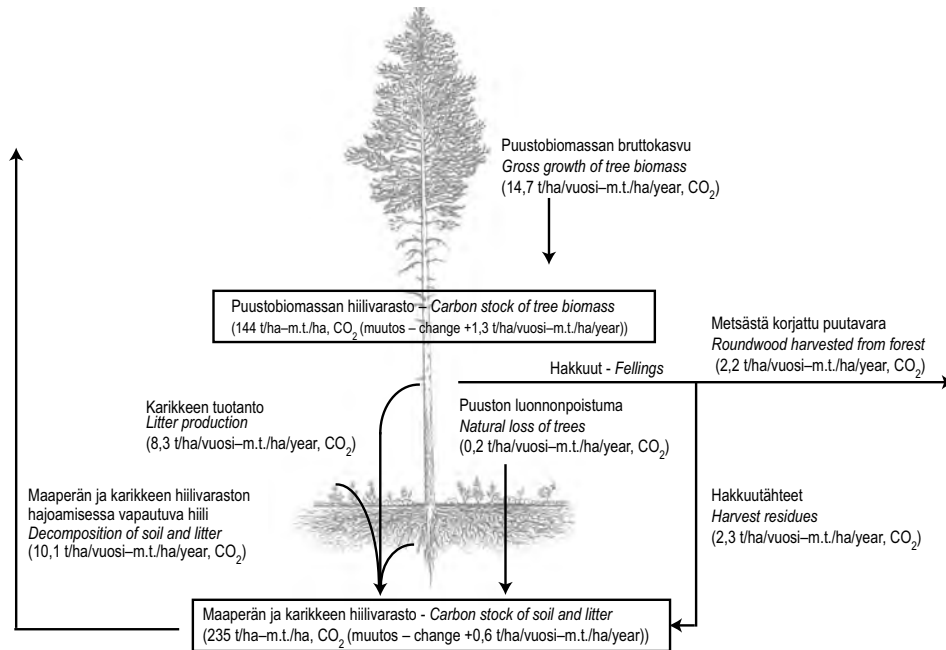 Puustobiomassan bruttokasvu
Gross growth of tree biomass
(14,7 t/ha/vuosi–m.t./ha/year, CO₂)
Puustobiomassan hiilivarasto – Carbon stock of tree biomass
(144 t/ha–m.t./ha, CO₂ (muutos – change +1,3 t/ha/vuosi–m.t./ha/year))
Metsästä korjattu puutavara
Roundwood harvested from forest
(2,2 t/ha/vuosi–m.t./ha/year, CO₂)
Hakkuut - Fellings
Karikkeen tuotanto
Litter production
(8,3 t/ha/vuosi–m.t./ha/year, CO₂)
Puuston luonnonpoistuma
Natural loss of trees
(0,2 t/ha/vuosi–m.t./ha/year, CO₂)
Maaperän ja karikkeen hiilivaraston
hajoamisessa vapautuva hiili
Decomposition of soil and litter
(10,1 t/ha/vuosi–m.t./ha/year, CO₂)
Hakkuutähteet
Harvest residues
(2,3 t/ha/vuosi–m.t./ha/year, CO₂)
Maaperän ja karikkeen hiilivarasto - Carbon stock of soil and litter
(235 t/ha–m.t./ha, CO₂ (muutos – change +0,6 t/ha/vuosi–m.t./ha/year))